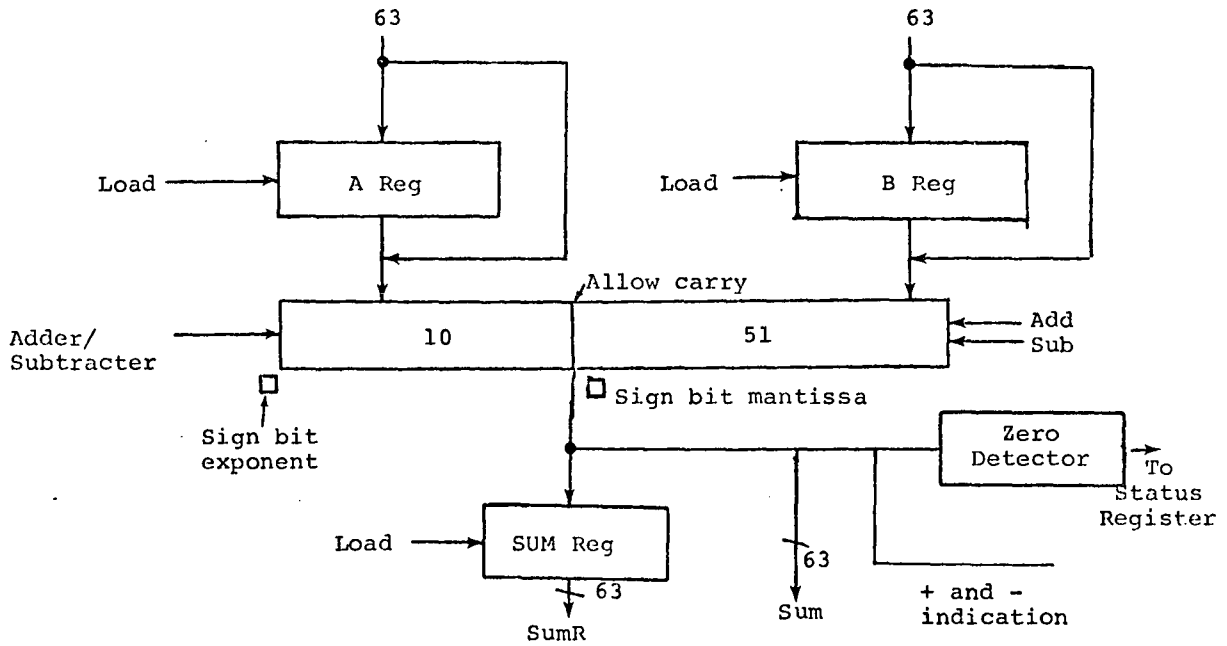 63
63
Load
A Reg
Load
B Reg
Allow carry
Adder/
Subtracter
10
51
Add
Sub
Sign bit mantissa
Sign bit
exponent
Zero
Detector
To
Status
Register
Load
SUM Reg
63
63
SumR
Sum
+ and -
indication